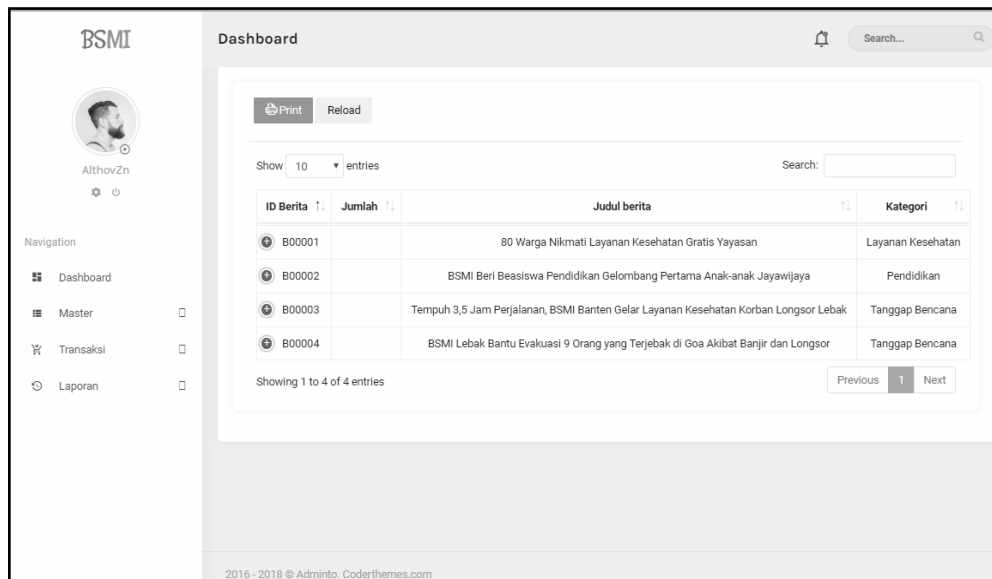 BSMI
Dashboard
Search...
AlthovZn
Navigation
Dashboard
Master
Transaksi
Laporan
Print Reload
Show 10 entries
Search:
ID Berita Jumlah Judul berita Kategori
B00001 80 Warga Nikmati Layanan Kesehatan Gratis Yayasan Layanan Kesehatan
B00002 BSMI Beri Beasiswa Pendidikan Gelombang Pertama Anak-anak Jayawijaya Pendidikan
B00003 Tempuh 3,5 Jam Perjalanan, BSMI Banten Gelar Layanan Kesehatan Korban Longsor Lebak Tanggap Bencana
B00004 BSMI Lebak Bantu Evakuasi 9 Orang yang Terjebak di Goa Akibat Banjir dan Longsor Tanggap Bencana
Showing 1 to 4 of 4 entries
Previous 1 Next
2016 - 2018 © Adminto. Coderthemes.com